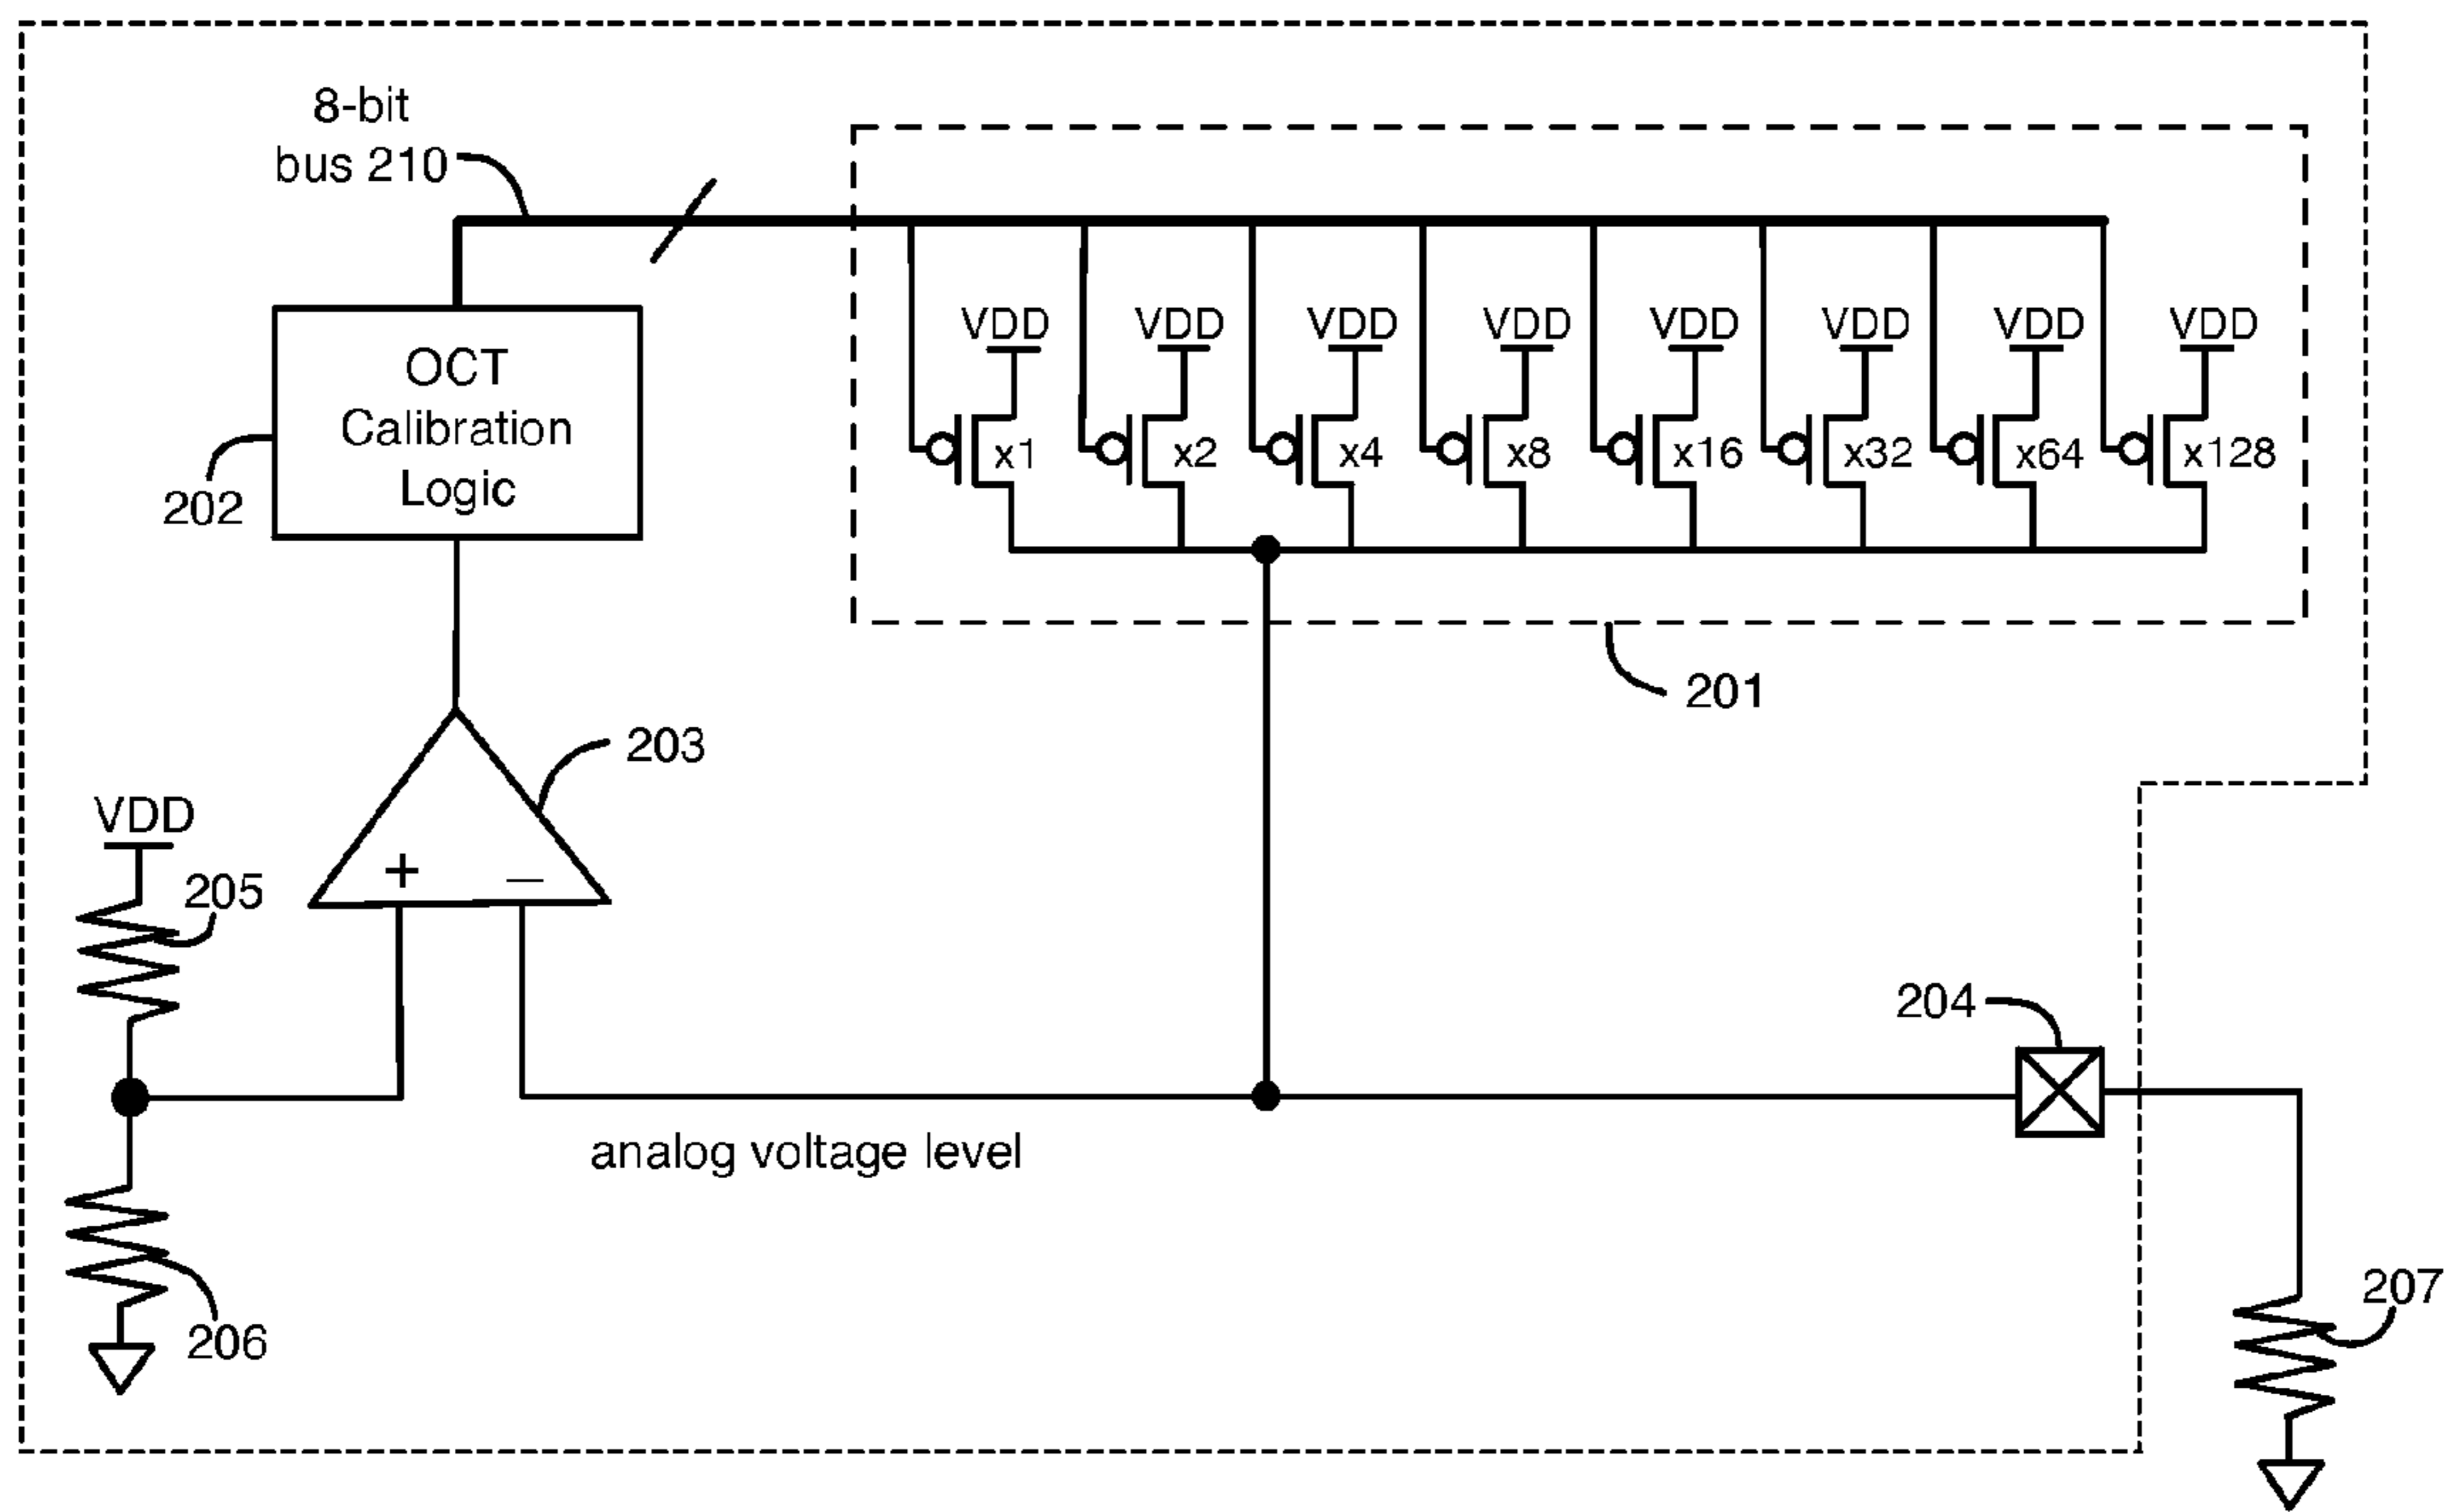 8-bit
bus 210
VDD VDD VDD VDD VDD VDD VDD VDD
OCT
Calibration
Logic
x1 x2 x4 x8 x16 x32 x64 x128
202
201
203
VDD
+ −
205
204
analog voltage level
206
207